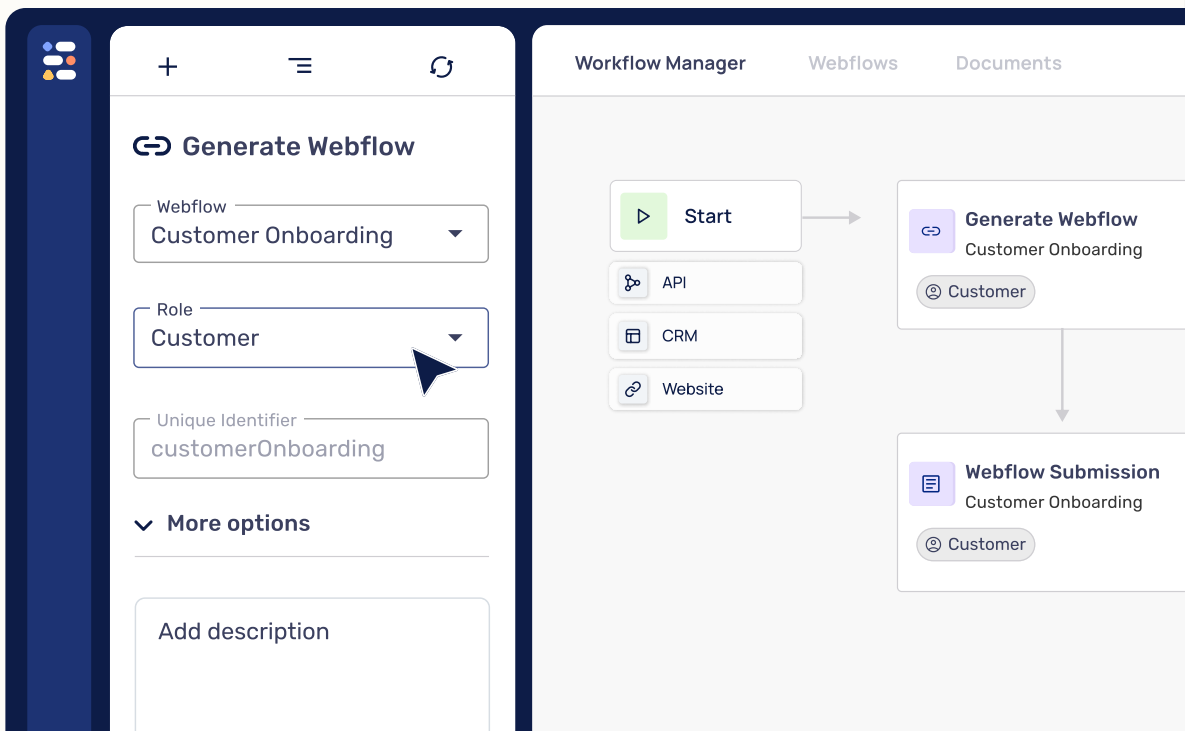 Generate Webflow
Webflow
Customer Onboarding
Role
Customer
Unique Identifier
customerOnboarding
More options
Add description
Workflow Manager
Webflows
Documents
Start
API
CRM
Website
Generate Webflow
Customer Onboarding
Customer
Webflow Submission
Customer Onboarding
Customer